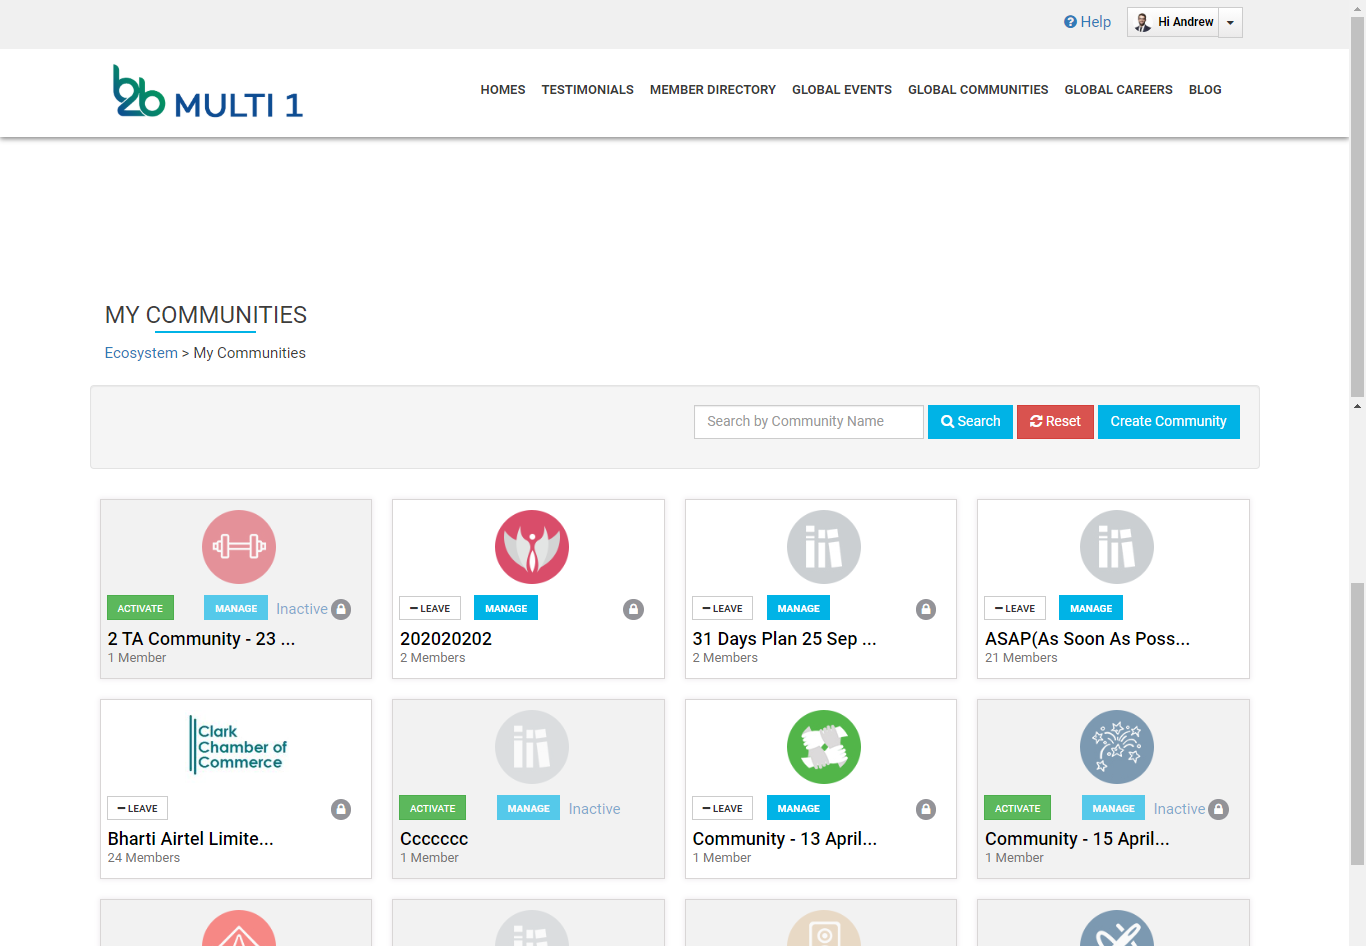 Help
Hi Andrew
b2b MULTI 1
HOMES TESTIMONIALS MEMBER DIRECTORY GLOBAL EVENTS GLOBAL COMMUNITIES GLOBAL CAREERS BLOG
MY COMMUNITIES
Ecosystem > My Communities
Search by Community Name Search Reset Create Community
ACTIVATE MANAGE Inactive
2 TA Community - 23 ...
1 Member
LEAVE MANAGE
202020202
2 Members
LEAVE MANAGE
31 Days Plan 25 Sep ...
2 Members
LEAVE MANAGE
ASAP(As Soon As Poss...
21 Members
Clark
Chamber of
Commerce
LEAVE
Bharti Airtel Limite...
24 Members
ACTIVATE MANAGE Inactive
Ccccccc
1 Member
LEAVE MANAGE
Community - 13 April...
1 Member
ACTIVATE MANAGE Inactive
Community - 15 April...
1 Member